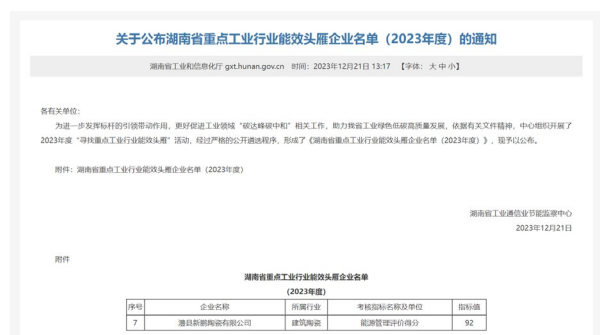 关于公布湖南省重点工业行业能效头雁企业名单（2023年度）的通知
湖南省工业和信息化厅 gxt.hunan.gov.cn 时间：2023年12月21日 13:17 【字体：大 中 小】
各有关单位：
为进一步发挥标杆的引领带动作用，更好促进工业领域“碳达峰碳中和”相关工作，助力我省工业绿色低碳高质量发展，依据有关文件精神，中心组织开展了
2023年度“寻找重点工业行业能效头雁”活动，经过严格的公开遴选程序，形成了《湖南省重点工业行业能效头雁企业名单（2023年度）》，现予以公布。
附件：湖南省重点工业行业能效头雁企业名单（2023年度）
湖南省工业通信业节能监察中心
2023年12月21日
附件
湖南省重点工业行业能效头雁企业名单
（2023年度）
序号 企业名称 所属行业 考核指标名称及单位 指标值
7 澧县新鹏陶瓷有限公司 建筑陶瓷 能源管理评价得分 92